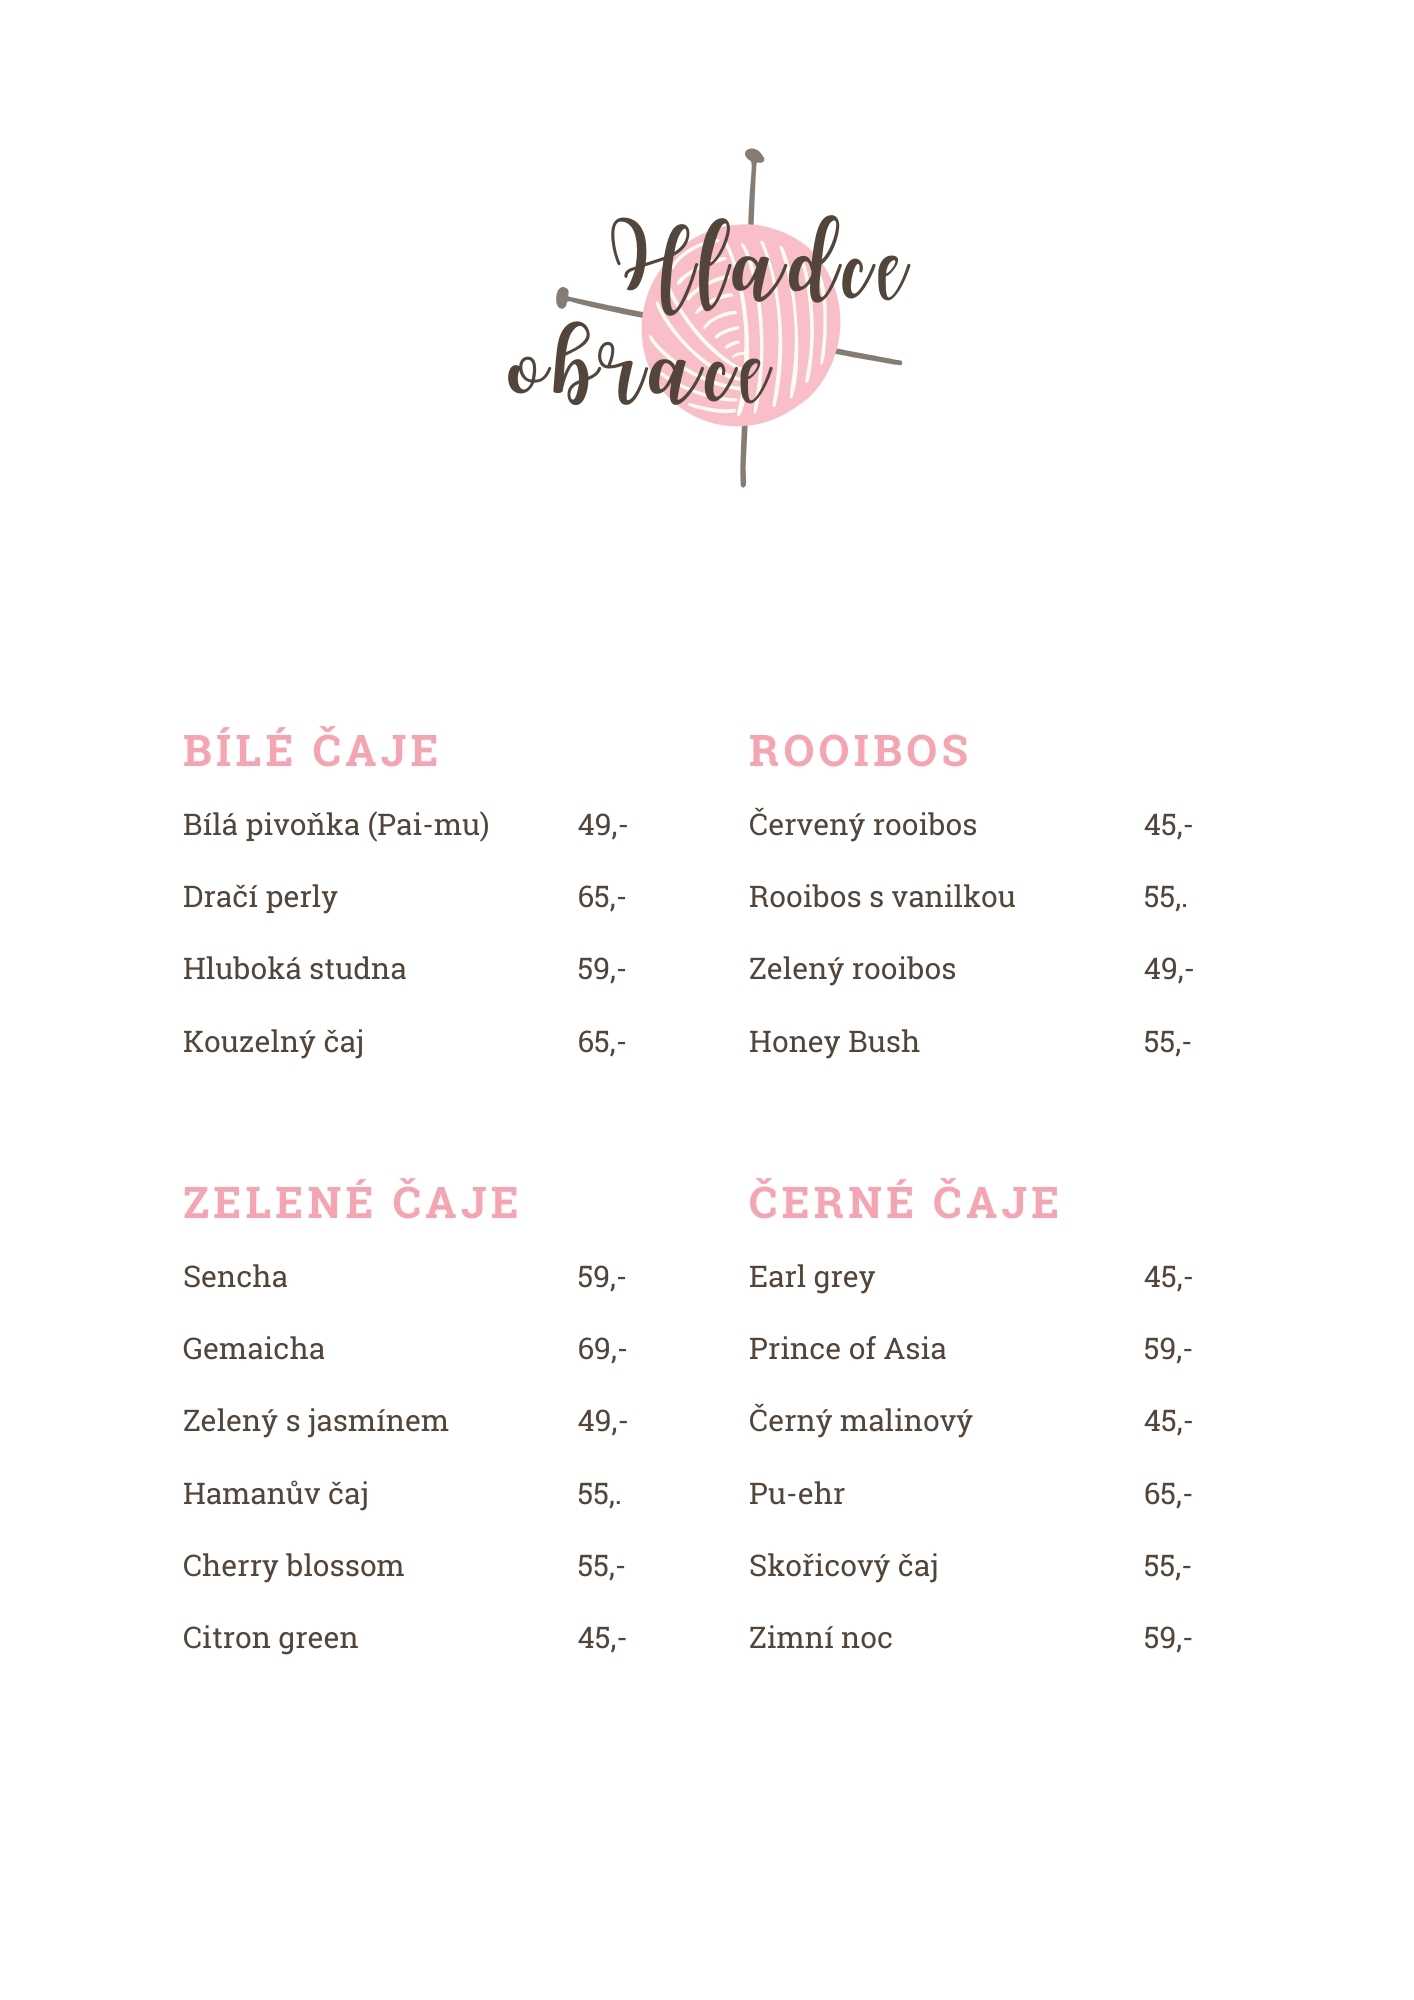 Hladce
obrace
BÍLÉ ČAJE
Bílá pivoňka (Pai-mu) 49,-
Dračí perly 65,-
Hluboká studna 59,-
Kouzelný čaj 65,-
ROOIBOS
Červený rooibos 45,-
Rooibos s vanilkou 55,.
Zelený rooibos 49,-
Honey Bush 55,-
ZELENÉ ČAJE
Sencha 59,-
Gemaicha 69,-
Zelený s jasmínem 49,-
Hamanův čaj 55,.
Cherry blossom 55,-
Citron green 45,-
ČERNÉ ČAJE
Earl grey 45,-
Prince of Asia 59,-
Černý malinový 45,-
Pu-ehr 65,-
Skořicový čaj 55,-
Zimní noc 59,-